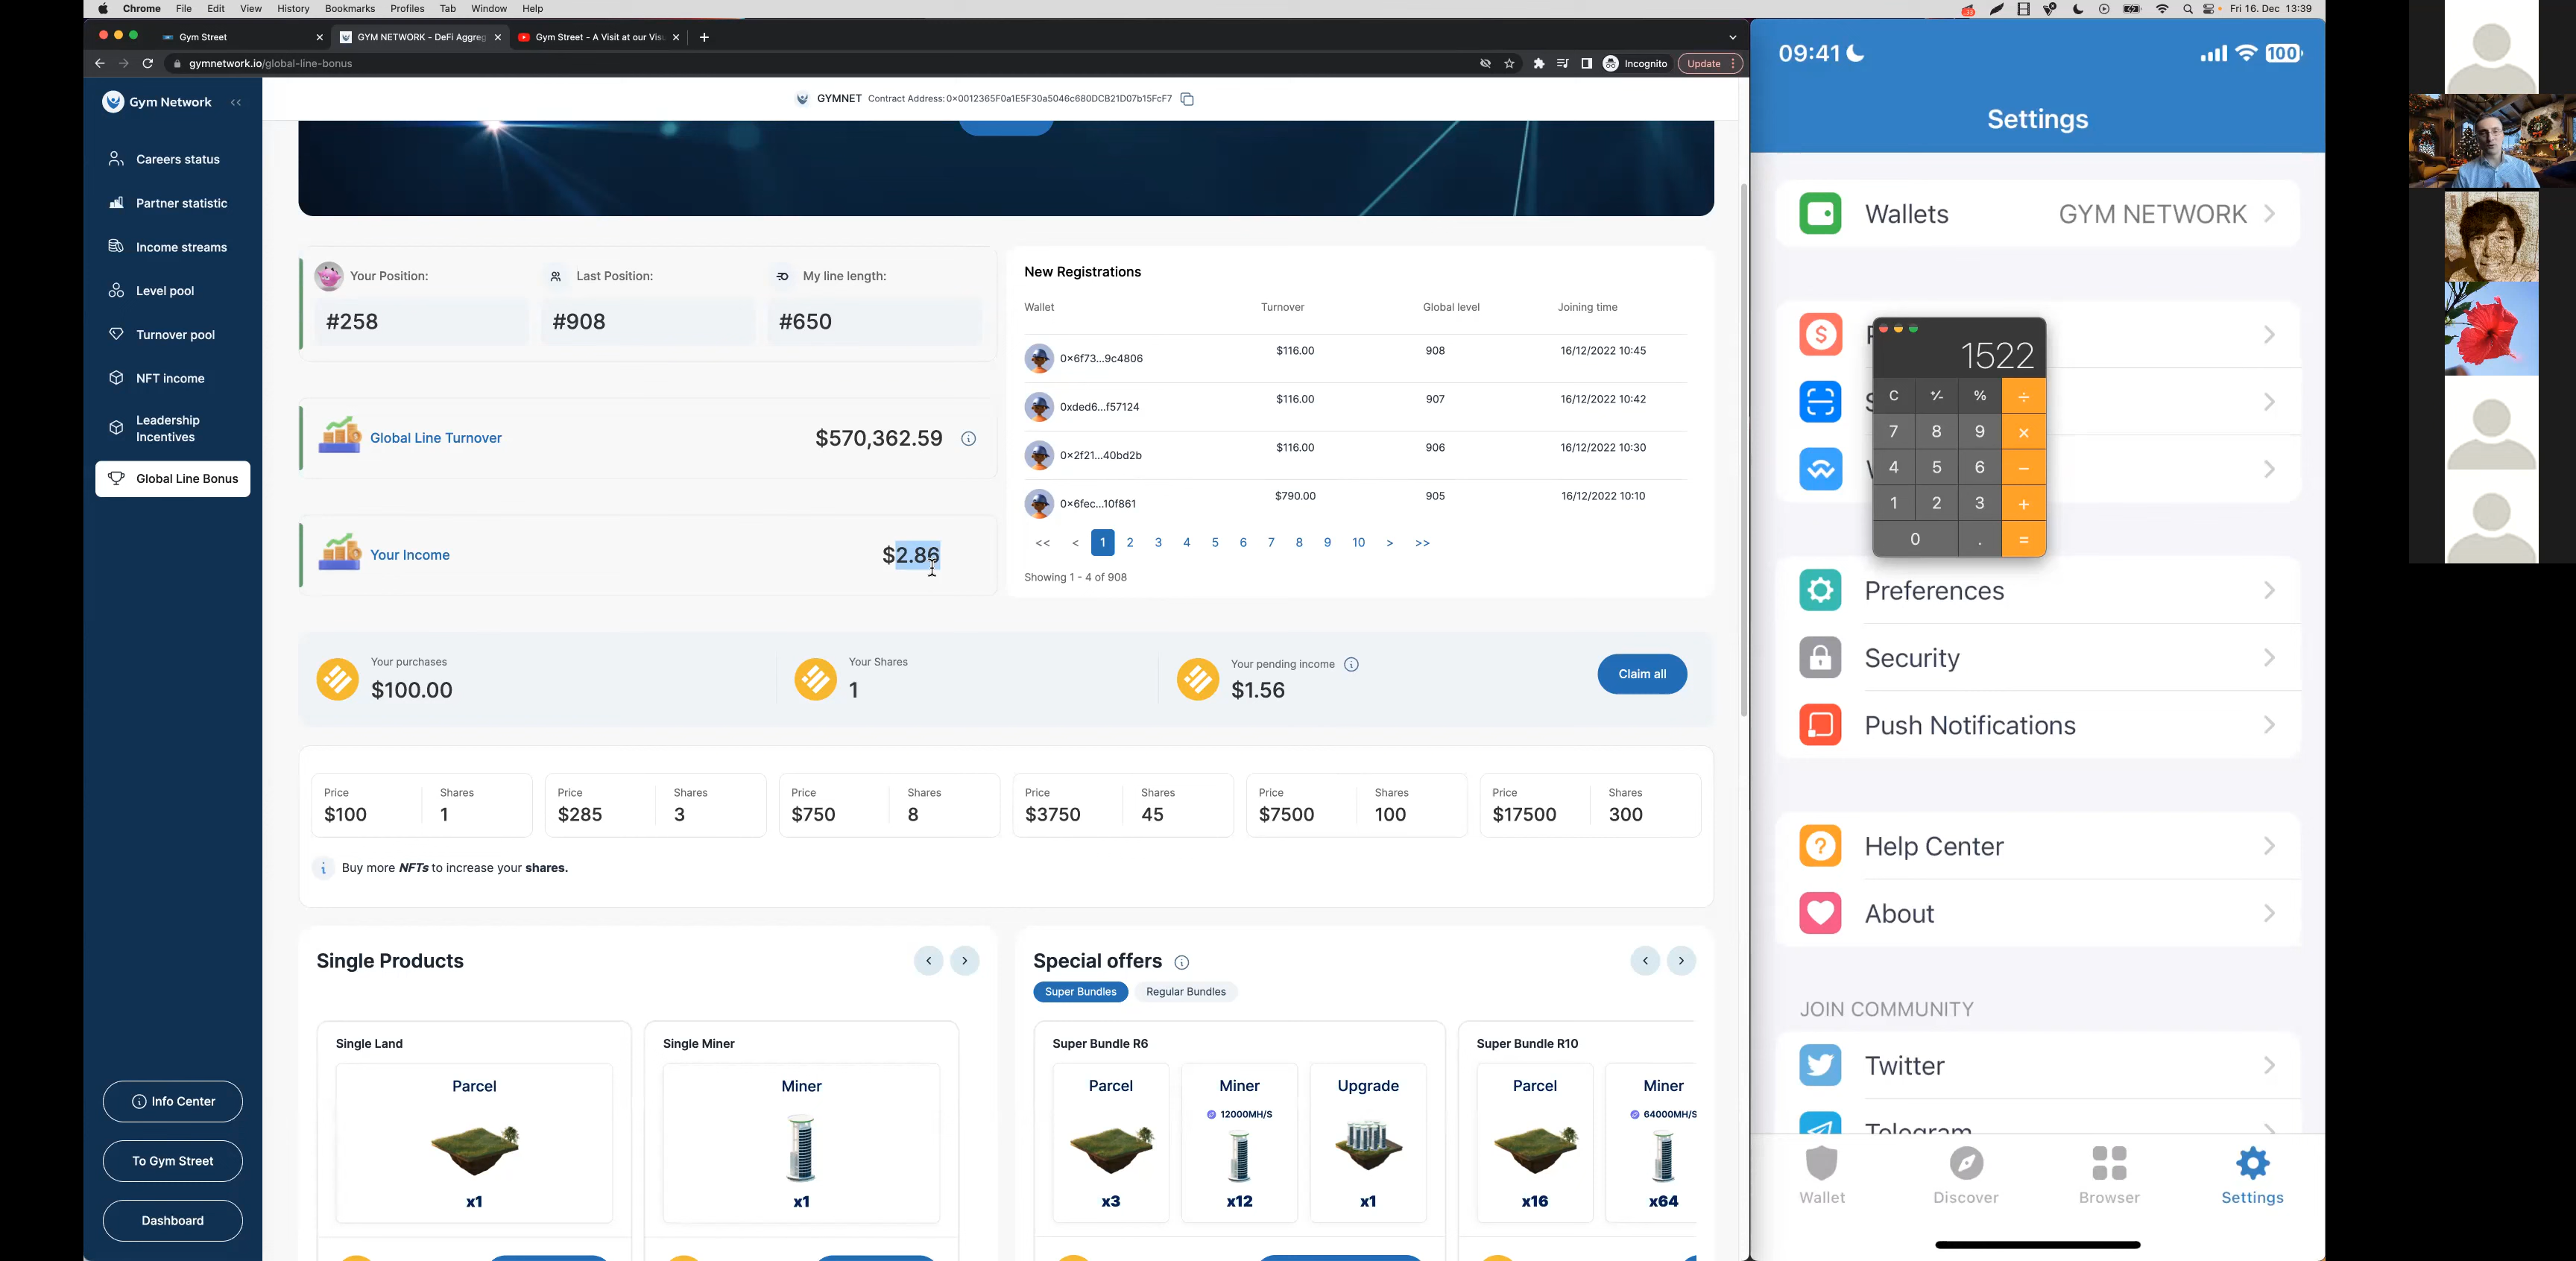 Chrome File Edit View History Bookmarks Profiles Tab Window Help
Fri 16. Dec 13:39
Gym Street
GYM NETWORK - DeFi Aggreg
Gym Street - A Visit at our Visu
gymnetwork.io/global-line-bonus
Incognito
Update
Gym Network
Careers status
Partner statistic
Income streams
Level pool
Turnover pool
NFT income
Leadership
Incentives
Global Line Bonus
Info Center
To Gym Street
Dashboard
GYMNET Contract Address: 0x0012365F0a1E5F30a5046c680DCB21D07b15FcF7
Your Position: Last Position: My line length:
#258 #908 #650
Global Line Turnover $570,362.59
Your Income $2.86
New Registrations
Wallet Turnover Global level Joining time
0x6f73...9c4806 $116.00 908 16/12/2022 10:45
0xded6...f57124 $116.00 907 16/12/2022 10:42
0x2f21...40bd2b $116.00 906 16/12/2022 10:30
0x6fec...10f861 $790.00 905 16/12/2022 10:10
<< < 1 2 3 4 5 6 7 8 9 10 > >>
Showing 1 - 4 of 908
Your purchases Your Shares Your pending income
$100.00 1 $1.56
Claim all
Price Shares Price Shares Price Shares Price Shares Price Shares Price Shares
$100 1 $285 3 $750 8 $3750 45 $7500 100 $17500 300
Buy more NFTs to increase your shares.
Single Products
Single Land Single Miner
Parcel Miner
x1 x1
Special offers
Super Bundles Regular Bundles
Super Bundle R6 Super Bundle R10
Parcel Miner Upgrade Parcel Miner
12000MH/S 64000MH/S
x3 x12 x1 x16 x64
09:41 100
Settings
Wallets GYM NETWORK
1522
C +/- % ÷
7 8 9 ×
4 5 6 −
1 2 3 +
0 . =
Preferences
Security
Push Notifications
Help Center
About
JOIN COMMUNITY
Twitter
Telegram
Wallet Discover Browser Settings